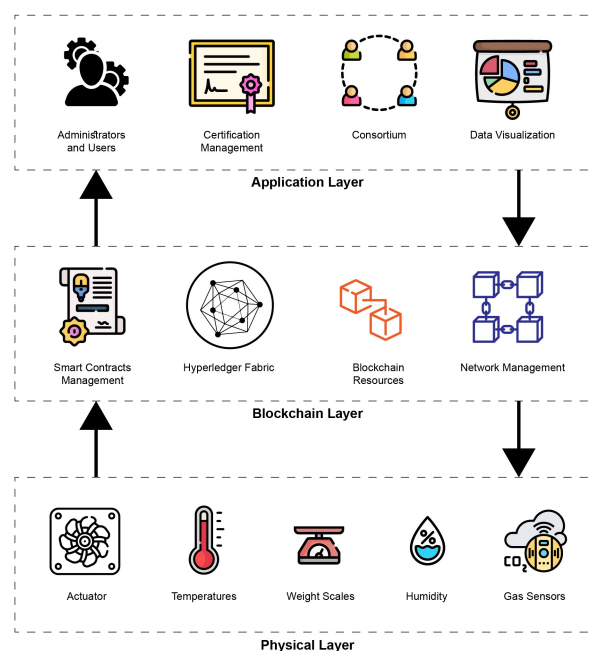 Administrators
and Users
Certification
Management
Consortium
Data Visualization
Application Layer
Smart Contracts
Management
Hyperledger Fabric
Blockchain
Resources
Network Management
Blockchain Layer
%
CO2
Actuator
Temperatures
Weight Scales
Humidity
Gas Sensors
Physical Layer